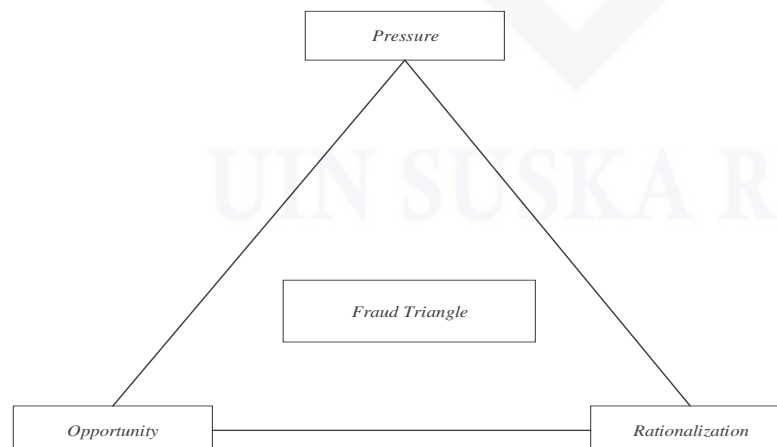 Pressure
UIN SUSKA R
Fraud Triangle
Opportunity
Rationalization